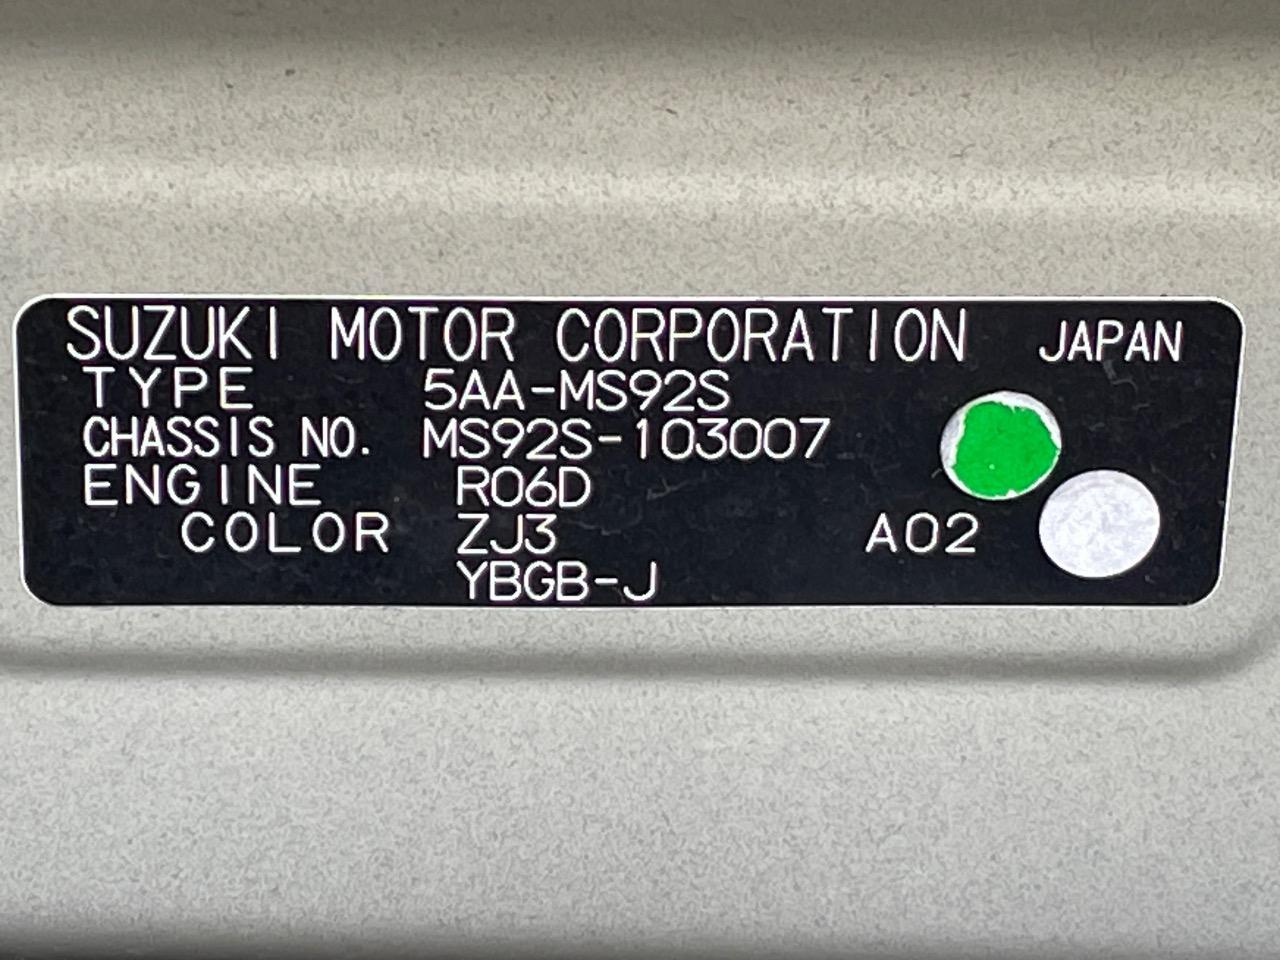 SUZUKI MOTOR CORPORATION JAPAN
TYPE 5AA-MS92S
CHASSIS NO. MS92S-103007
ENGINE R06D
COLOR ZJ3 A02
YBGB-J